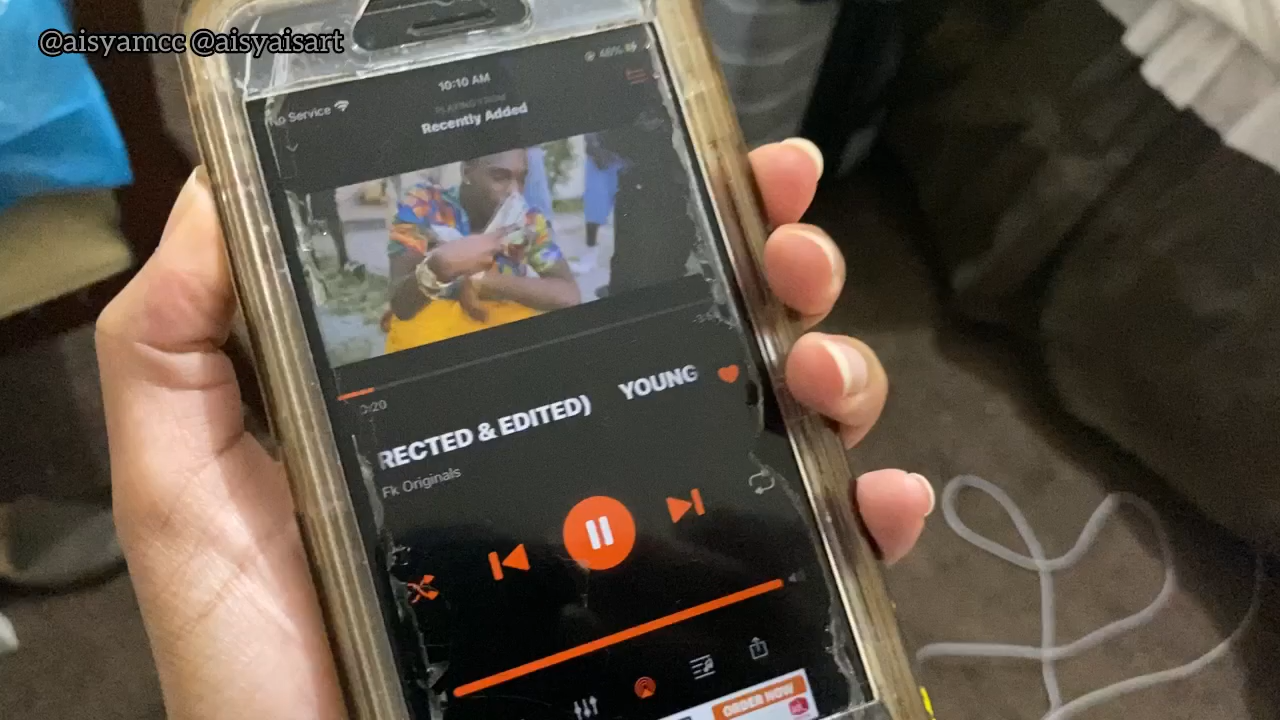 @aisyamcc @aisyaisart
No Service
10:10 AM
46%
PLAYING FROM
Recently Added
0:20
RECTED & EDITED) YOUNG
Fk Originals
ORDER NOW